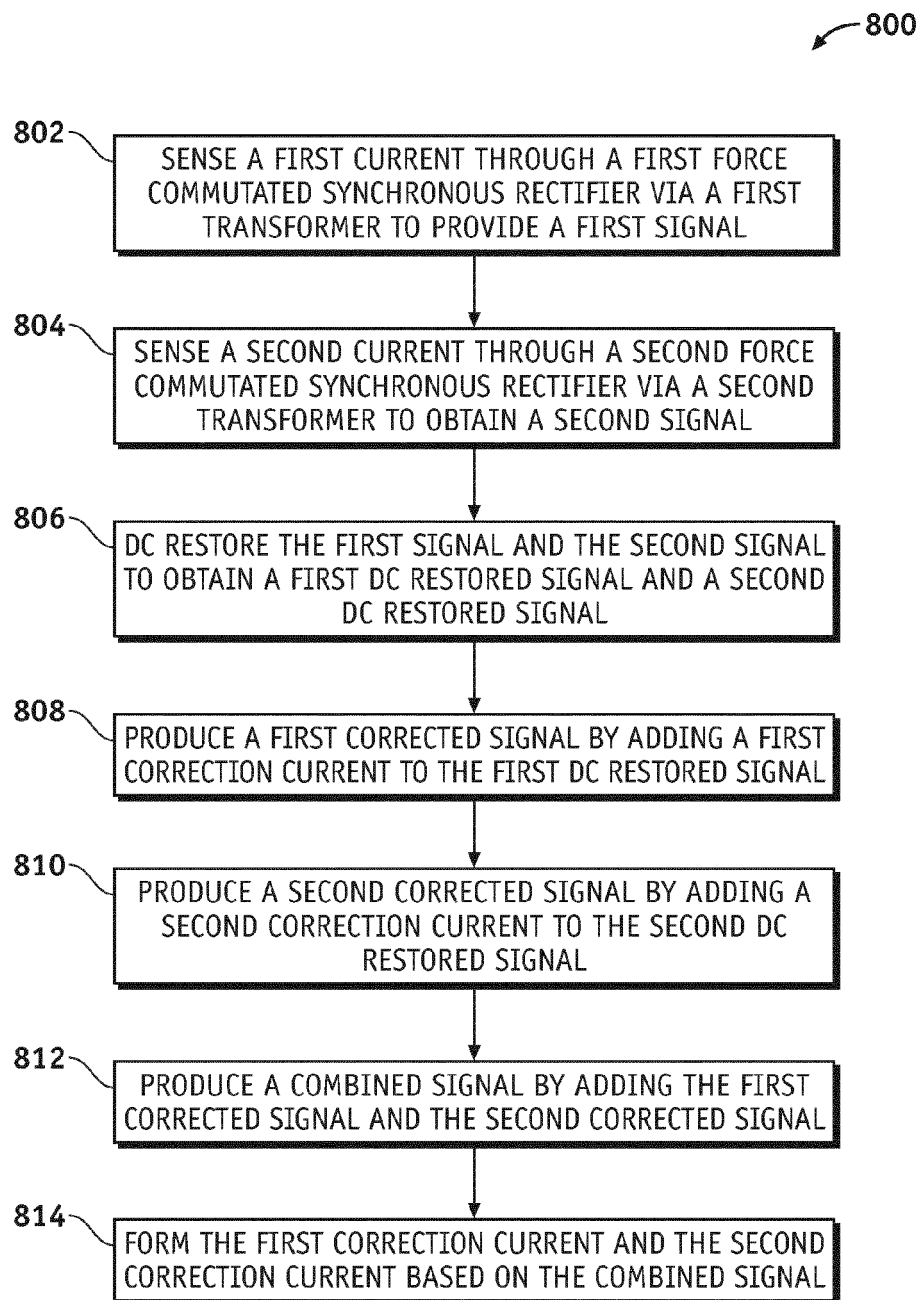 800
802
SENSE A FIRST CURRENT THROUGH A FIRST FORCE
COMMUTATED SYNCHRONOUS RECTIFIER VIA A FIRST
TRANSFORMER TO PROVIDE A FIRST SIGNAL
804
SENSE A SECOND CURRENT THROUGH A SECOND FORCE
COMMUTATED SYNCHRONOUS RECTIFIER VIA A SECOND
TRANSFORMER TO OBTAIN A SECOND SIGNAL
806
DC RESTORE THE FIRST SIGNAL AND THE SECOND SIGNAL
TO OBTAIN A FIRST DC RESTORED SIGNAL AND A SECOND
DC RESTORED SIGNAL
808
PRODUCE A FIRST CORRECTED SIGNAL BY ADDING A FIRST
CORRECTION CURRENT TO THE FIRST DC RESTORED SIGNAL
810
PRODUCE A SECOND CORRECTED SIGNAL BY ADDING A
SECOND CORRECTION CURRENT TO THE SECOND DC
RESTORED SIGNAL
812
PRODUCE A COMBINED SIGNAL BY ADDING THE FIRST
CORRECTED SIGNAL AND THE SECOND CORRECTED SIGNAL
814
FORM THE FIRST CORRECTION CURRENT AND THE SECOND
CORRECTION CURRENT BASED ON THE COMBINED SIGNAL